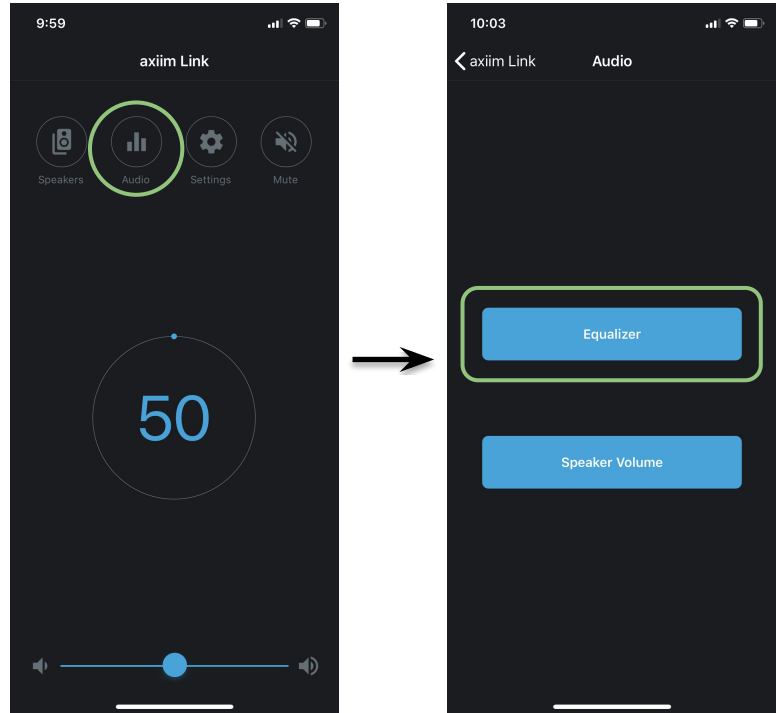 9:59
axiim Link
Speakers
Audio
Settings
Mute
50
10:03
axiim Link
Audio
Equalizer
Speaker Volume